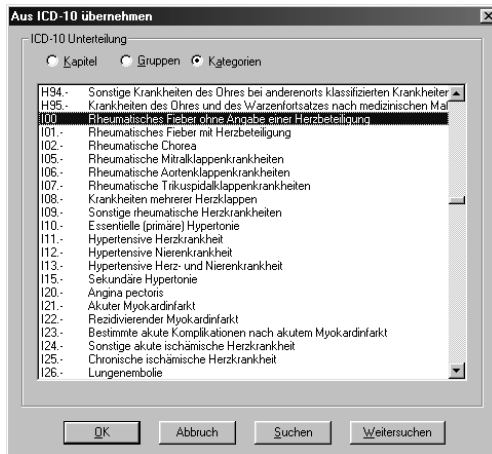 Aus ICD-10 übernehmen
ICD-10 Unterteilung
Kapitel Gruppen Kategorien
H94.- Sonstige Krankheiten des Ohres bei anderenorts klassifizierten Krankheiter
H95.- Krankheiten des Ohres und des Warzenfortsatzes nach medizinischen Maß
I00 Rheumatisches Fieber ohne Angabe einer Herzbeteiligung
I01.- Rheumatisches Fieber mit Herzbeteiligung
I02.- Rheumatische Chorea
I05.- Rheumatische Mitralklappenkrankheiten
I06.- Rheumatische Aortenklappenkrankheiten
I07.- Rheumatische Trikuspidalklappenkrankheiten
I08.- Krankheiten mehrerer Herzklappen
I09.- Sonstige rheumatische Herzkrankheiten
I10.- Essentielle (primäre) Hypertonie
I11.- Hypertensive Herzkrankheit
I12.- Hypertensive Nierenkrankheit
I13.- Hypertensive Herz- und Nierenkrankheit
I15.- Sekundäre Hypertonie
I20.- Angina pectoris
I21.- Akuter Myokardinfarkt
I22.- Rezidivierender Myokardinfarkt
I23.- Bestimmte akute Komplikationen nach akutem Myokardinfarkt
I24.- Sonstige akute ischämische Herzkrankheit
I25.- Chronische ischämische Herzkrankheit
I26.- Lungenembolie
OK Abbruch Suchen Weitersuchen